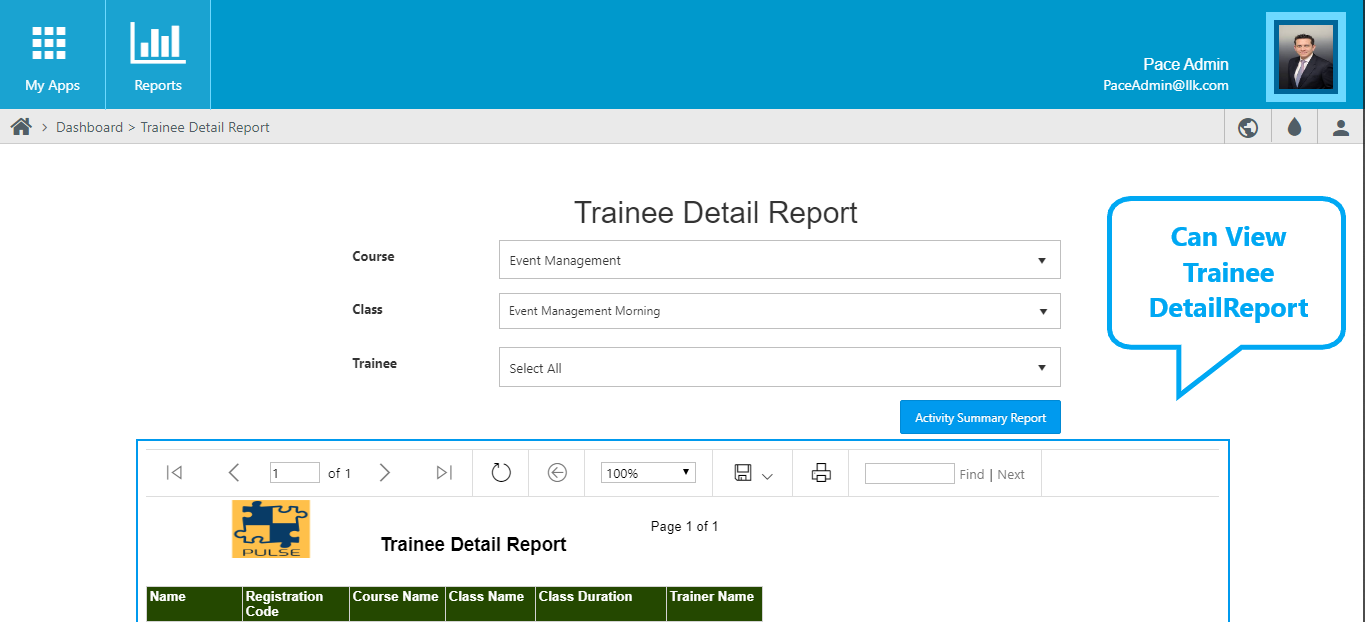 My Apps
Reports
Pace Admin
PaceAdmin@llk.com
> Dashboard > Trainee Detail Report
Trainee Detail Report
Can View
Trainee
DetailReport
Course
Event Management
Class
Event Management Morning
Trainee
Select All
Activity Summary Report
1 of 1
100%
Find | Next
PULSE
Trainee Detail Report
Page 1 of 1
Name Registration Code Course Name Class Name Class Duration Trainer Name